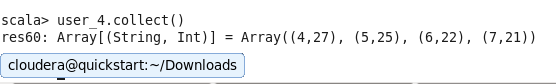 scala> user_4.collect()
res60: Array[(String, Int)] = Array((4,27), (5,25), (6,22), (7,21))
cloudera@quickstart:~/Downloads